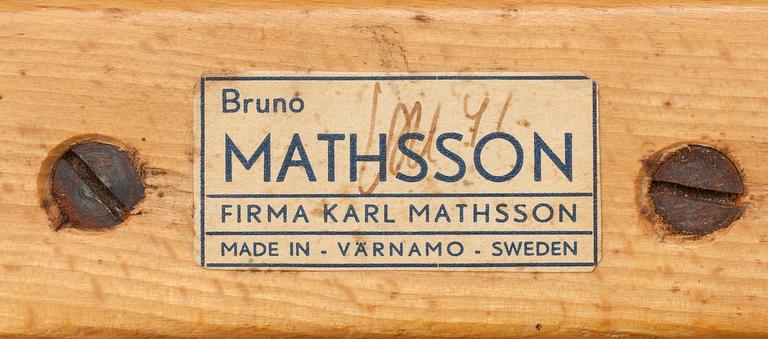 Bruno
MATHSSON
FIRMA KARL MATHSSON
MADE IN - VÄRNAMO - SWEDEN